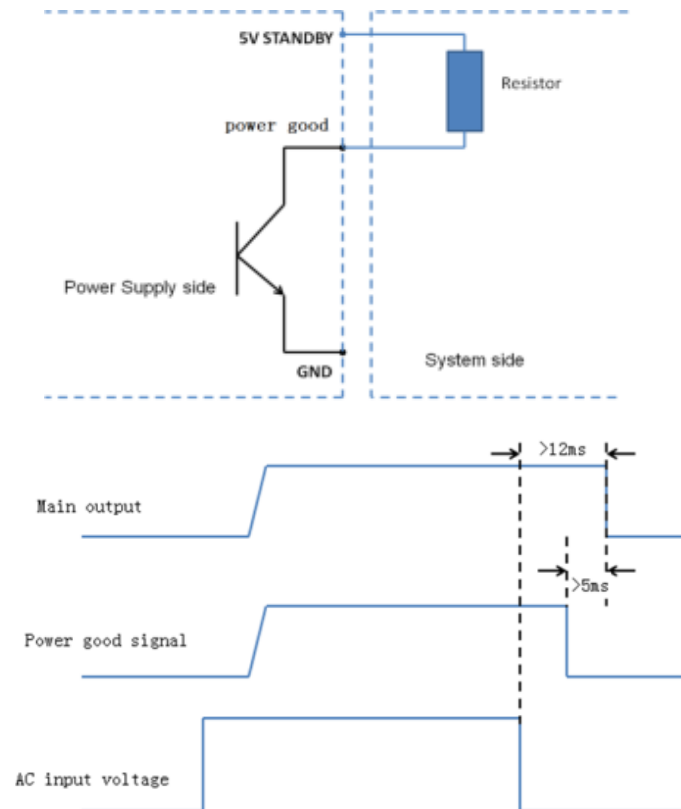 5V STANDBY
Resistor
power good
Power Supply side
GND
System side
>12ms
Main output
>5ms
Power good signal
AC input voltage